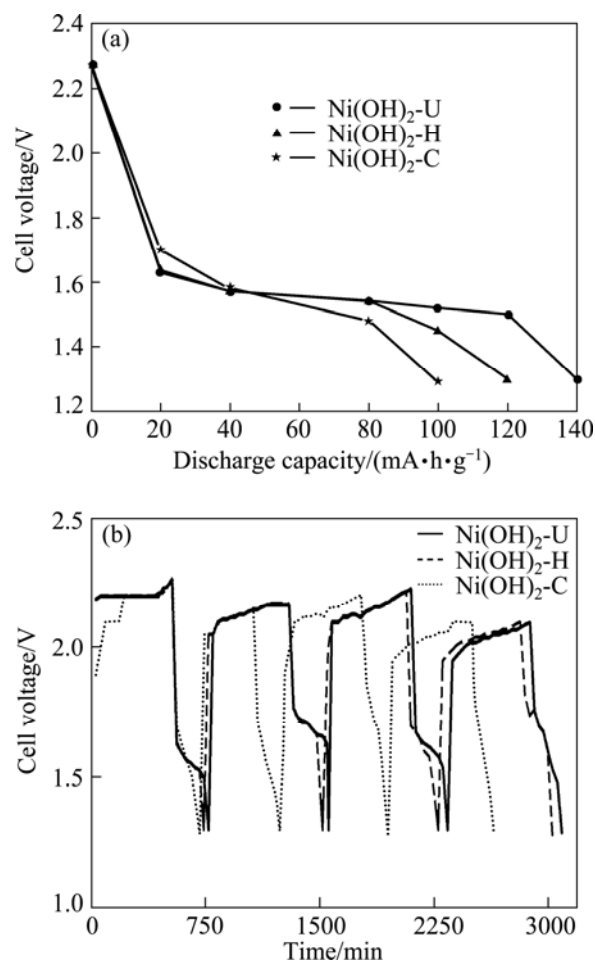 (a)
2.4
2.2
2.0
1.8
1.6
1.4
1.2
Cell voltage/V
Ni(OH)₂-U
Ni(OH)₂-H
Ni(OH)₂-C
0 20 40 60 80 100 120 140
Discharge capacity/(mA·h·g⁻¹)
(b)
2.5
2.0
1.5
1.0
Cell voltage/V
Ni(OH)₂-U
Ni(OH)₂-H
Ni(OH)₂-C
0 750 1500 2250 3000
Time/min